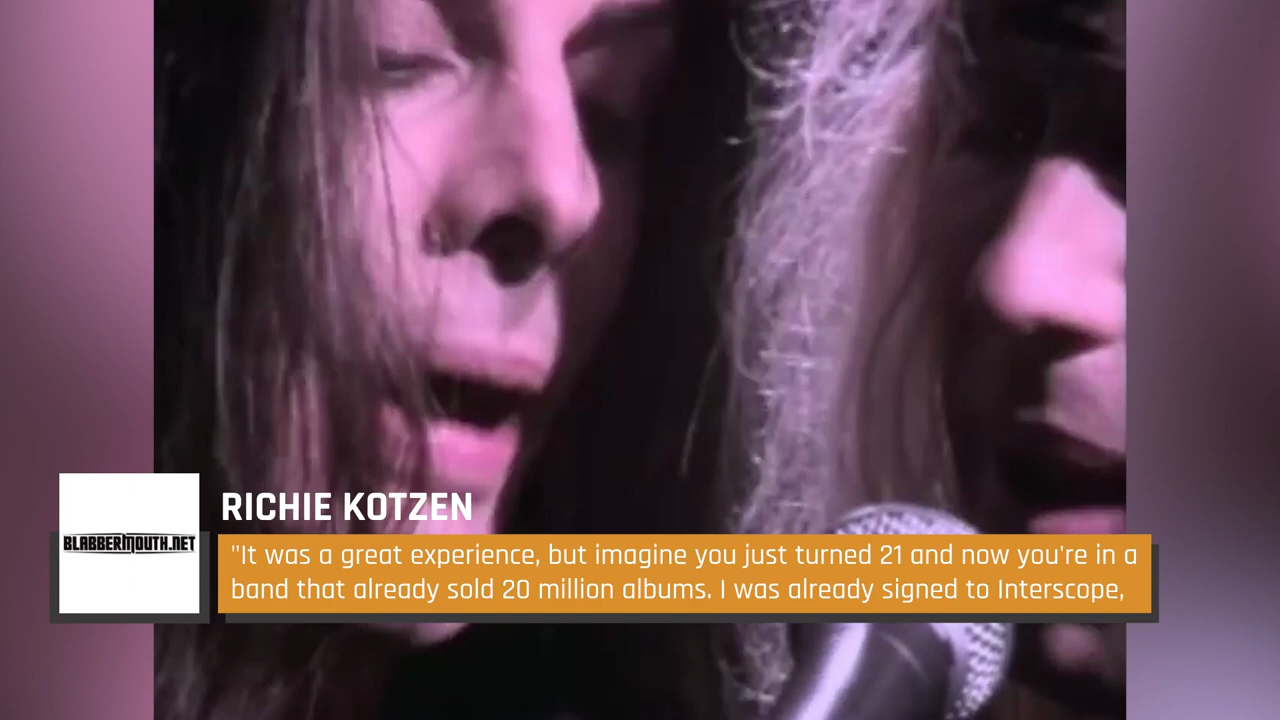 RICHIE KOTZEN
BLABBERMOUTH.NET
"It was a great experience, but imagine you just turned 21 and now you're in a
band that already sold 20 million albums. I was already signed to Interscope,